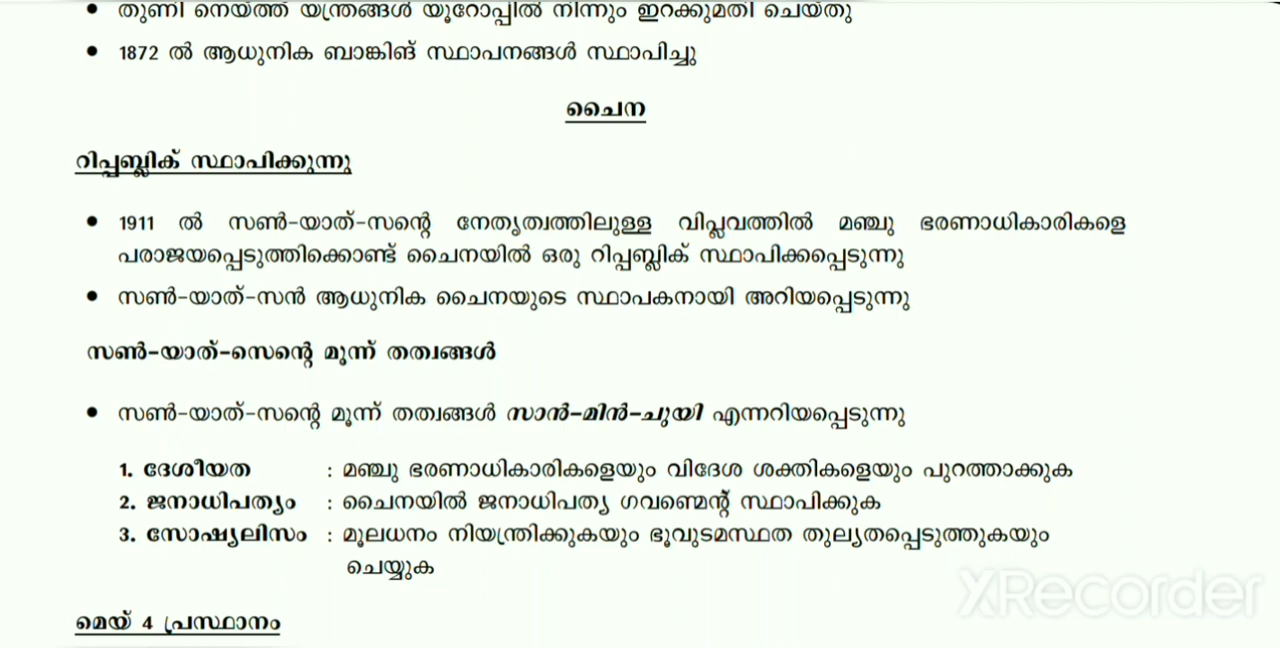 • തുണി നെയ്ത്ത് യന്ത്രങ്ങൾ യൂറോപ്പിൽ നിന്നും ഇറക്കുമതി ചെയ്തു
• 1872 ൽ ആധുനിക ബാങ്കിങ് സ്ഥാപനങ്ങൾ സ്ഥാപിച്ചു
ചൈന
റിപ്പബ്ലിക് സ്ഥാപിക്കുന്നു
• 1911 ൽ സൺ-യാത്-സന്റെ നേതൃത്വത്തിലുള്ള വിപ്ലവത്തിൽ മഞ്ചു ഭരണാധികാരികളെ
പരാജയപ്പെടുത്തിക്കൊണ്ട് ചൈനയിൽ ഒരു റിപ്പബ്ലിക് സ്ഥാപിക്കപ്പെടുന്നു
• സൺ-യാത്-സൻ ആധുനിക ചൈനയുടെ സ്ഥാപകനായി അറിയപ്പെടുന്നു
സൺ-യാത്-സെന്റെ മൂന്ന് തത്വങ്ങൾ
• സൺ-യാത്-സന്റെ മൂന്ന് തത്വങ്ങൾ സാൻ-മിൻ-ചുയി എന്നറിയപ്പെടുന്നു
1. ദേശീയത : മഞ്ചു ഭരണാധികാരികളെയും വിദേശ ശക്തികളെയും പുറത്താക്കുക
2. ജനാധിപത്യം : ചൈനയിൽ ജനാധിപത്യ ഗവണ്മെന്റ് സ്ഥാപിക്കുക
3. സോഷ്യലിസം : മൂലധനം നിയന്ത്രിക്കുകയും ഭൂവുടമസ്ഥത തുല്യതപ്പെടുത്തുകയും
ചെയ്യുക
XRecorder
മെയ് 4 പ്രസ്ഥാനം